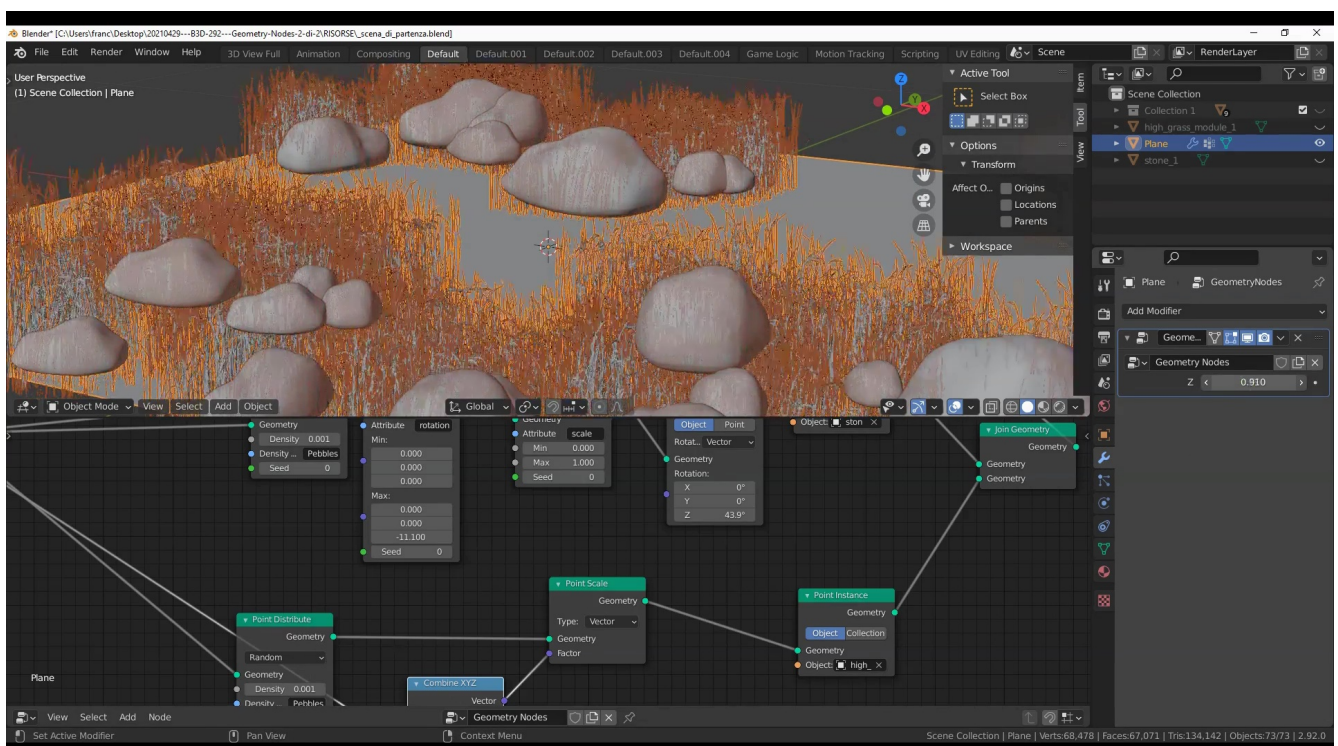 Blender* [C:\Users\franc\Desktop\20210429---B3D-292---Geometry-Nodes-2-di-2\RISORSE\_scena_di_partenza.blend]
File Edit Render Window Help 3D View Full Animation Compositing Default Default.001 Default.002 Default.003 Default.004 Game Logic Motion Tracking Scripting UV Editing Scene RenderLayer
User Perspective
(1) Scene Collection | Plane
Z
Y
X
Active Tool
Select Box
Options
Transform
Affect O... Origins
Locations
Parents
Workspace
Item
Tool
View
Scene Collection
Collection 1 9
high_grass_module_1
Plane
stone_1
Plane GeometryNodes
Add Modifier
Geome...
Geometry Nodes
Z 0.910
Object Mode View Select Add Object Global
Geometry
Density 0.001
Density ... Pebbles
Seed 0
Attribute rotation
Min:
0.000
0.000
0.000
Max:
0.000
0.000
-11.100
Seed 0
Geometry
Attribute scale
Min 0.000
Max 1.000
Seed 0
Object Point
Rotat... Vector
Geometry
Rotation:
X 0°
Y 0°
Z 43.9°
Object: ston
Join Geometry
Geometry
Geometry
Geometry
Point Distribute
Geometry
Random
Geometry
Density 0.001
Density ... Pebbles
Point Scale
Geometry
Type: Vector
Geometry
Factor
Combine XYZ
Vector
Point Instance
Geometry
Object Collection
Geometry
Object: high_
Plane
View Select Add Node Geometry Nodes
Set Active Modifier Pan View Context Menu Scene Collection | Plane | Verts:68,478 | Faces:67,071 | Tris:134,142 | Objects:73/73 | 2.92.0